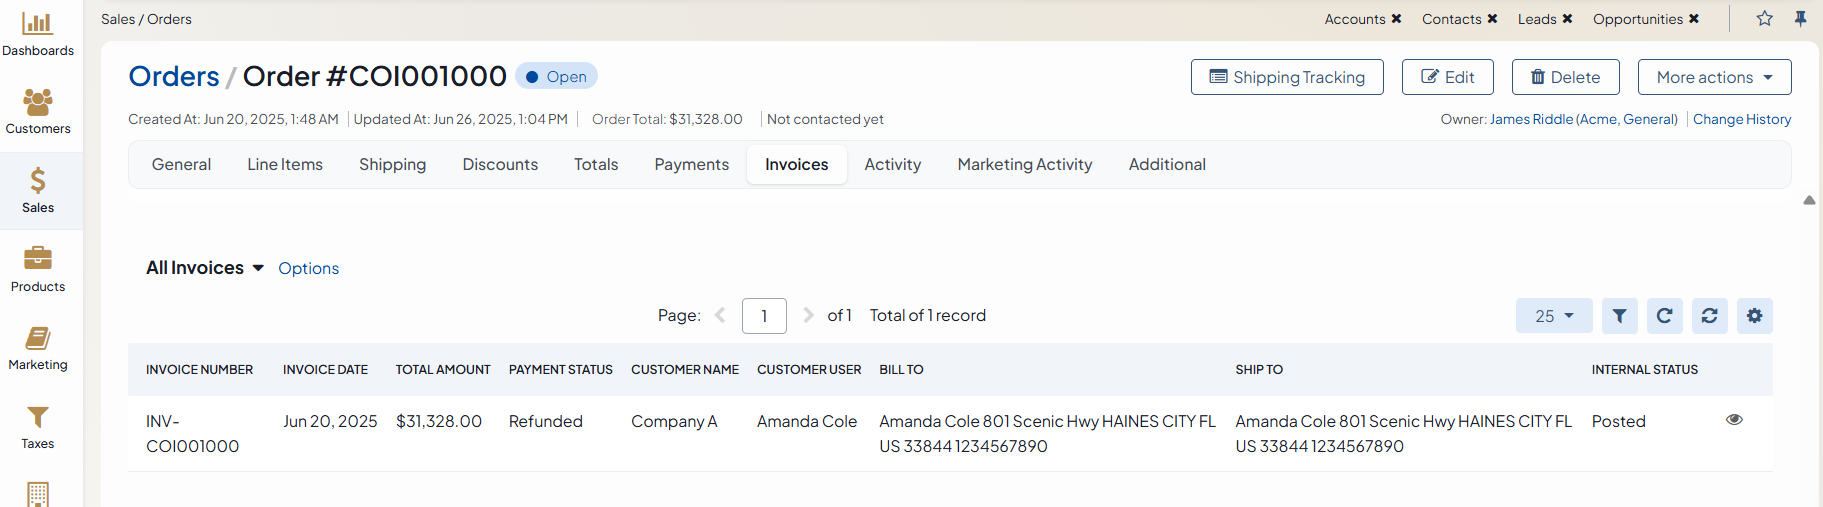 Sales / Orders
Accounts ✖ Contacts ✖ Leads ✖ Opportunities ✖
Dashboards
Customers
Sales
Products
Marketing
Taxes
Orders / Order #COI001000 Open
Shipping Tracking Edit Delete More actions
Created At: Jun 20, 2025, 1:48 AM Updated At: Jun 26, 2025, 1:04 PM Order Total: $31,328.00 Not contacted yet
Owner: James Riddle (Acme, General) Change History
General Line Items Shipping Discounts Totals Payments Invoices Activity Marketing Activity Additional
All Invoices Options
Page: 1 of 1 Total of 1 record
25
INVOICE NUMBER INVOICE DATE TOTAL AMOUNT PAYMENT STATUS CUSTOMER NAME CUSTOMER USER BILL TO SHIP TO INTERNAL STATUS
INV- Jun 20, 2025 $31,328.00 Refunded Company A Amanda Cole Amanda Cole 801 Scenic Hwy HAINES CITY FL Amanda Cole 801 Scenic Hwy HAINES CITY FL Posted
COI001000 US 33844 1234567890 US 33844 1234567890